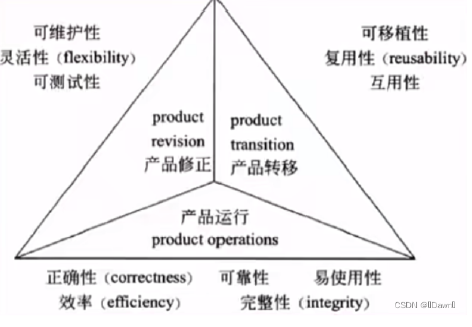 可维护性
灵活性（flexibility）
可测试性
可移植性
复用性（reusability）
互用性
product
revision
产品修正
product
transition
产品转移
产品运行
product operations
正确性（correctness） 可靠性 易使用性
效率（efficiency） 完整性（integrity）